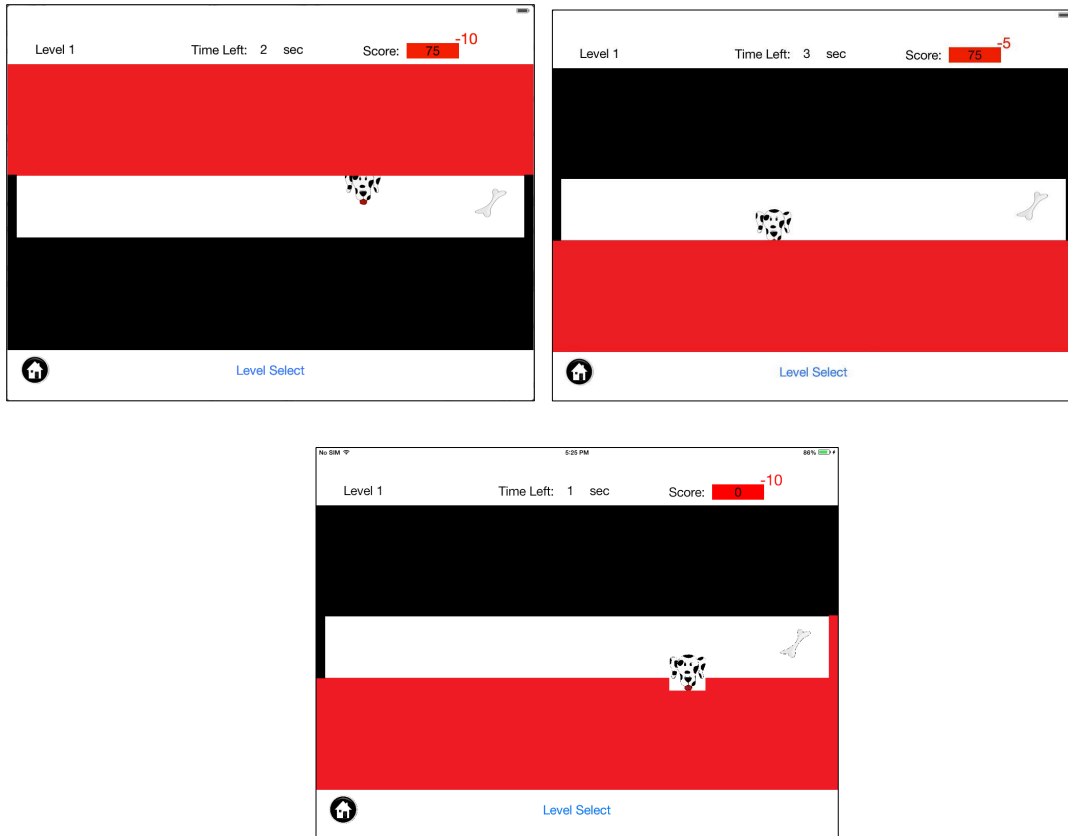 -10
Level 1 Time Left: 2 sec Score: 75
Level Select
-5
Level 1 Time Left: 3 sec Score: 75
Level Select
No SIM 5:25 PM 86%
-10
Level 1 Time Left: 1 sec Score: 0
Level Select